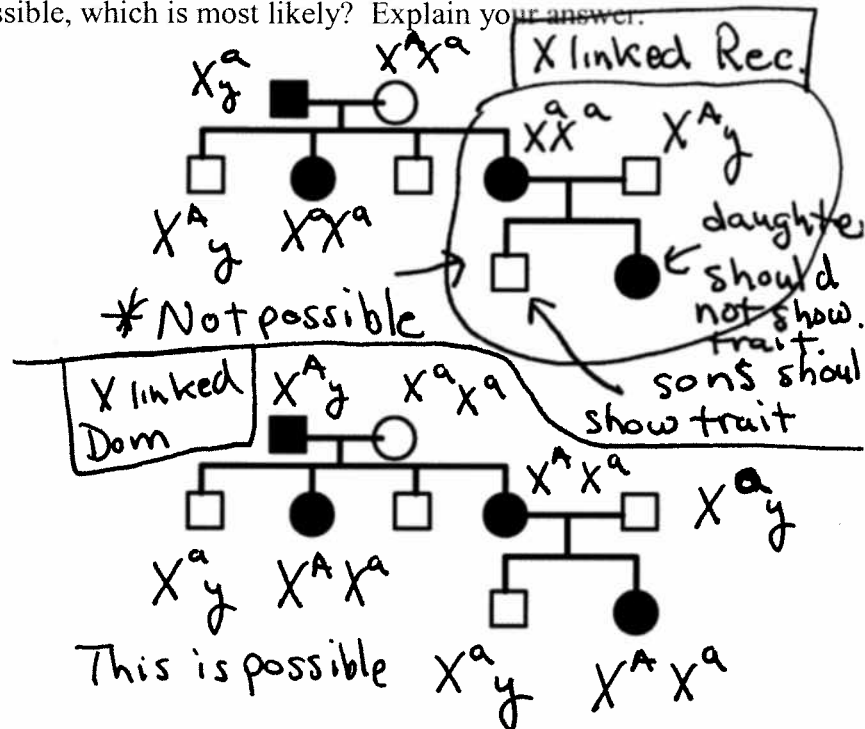 ssible, which is most likely? Explain your answer.
X linked Rec.
Xᵃy
XᴬXᵃ
XᵃXᵃ
Xᴬy
Xᴬy
XᵃXᵃ
daughte
should
not show.
trait.
* Not possible
sons shoul
show trait
X linked
Dom
Xᴬy
XᵃXᵃ
XᴬXᵃ
Xᵃy
Xᵃy
XᴬXᵃ
This is possible
Xᵃy
XᴬXᵃ